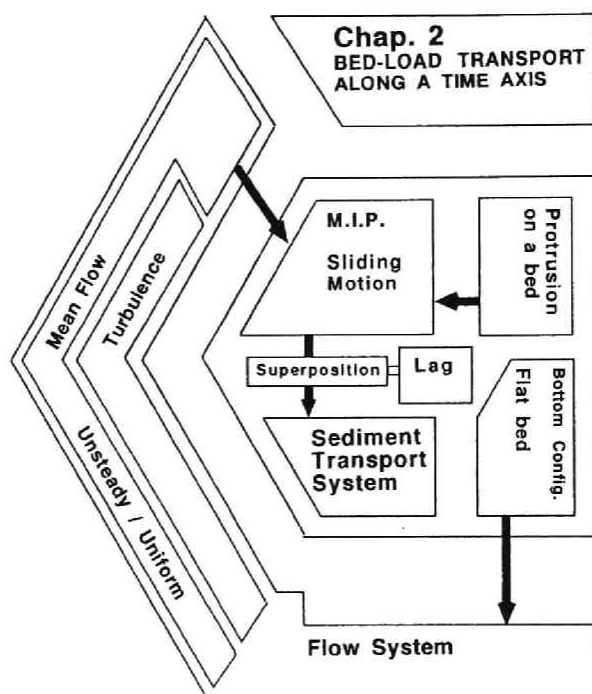 Chap. 2
BED-LOAD TRANSPORT
ALONG A TIME AXIS
Mean Flow
Unsteady / Uniform
Turbulence
M.I.P.
Sliding
Motion
Protrusion
on a bed
Superposition
Lag
Sediment
Transport
System
Bottom Config.
Flat bed
Flow System